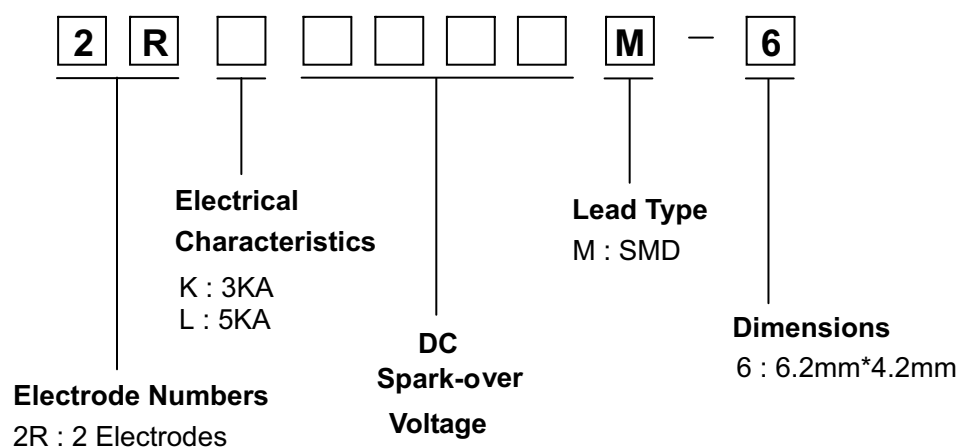 2 R M – 6
Electrical
Characteristics
K : 3KA
L : 5KA
Lead Type
M : SMD
DC
Spark-over
Voltage
Dimensions
6 : 6.2mm*4.2mm
Electrode Numbers
2R : 2 Electrodes